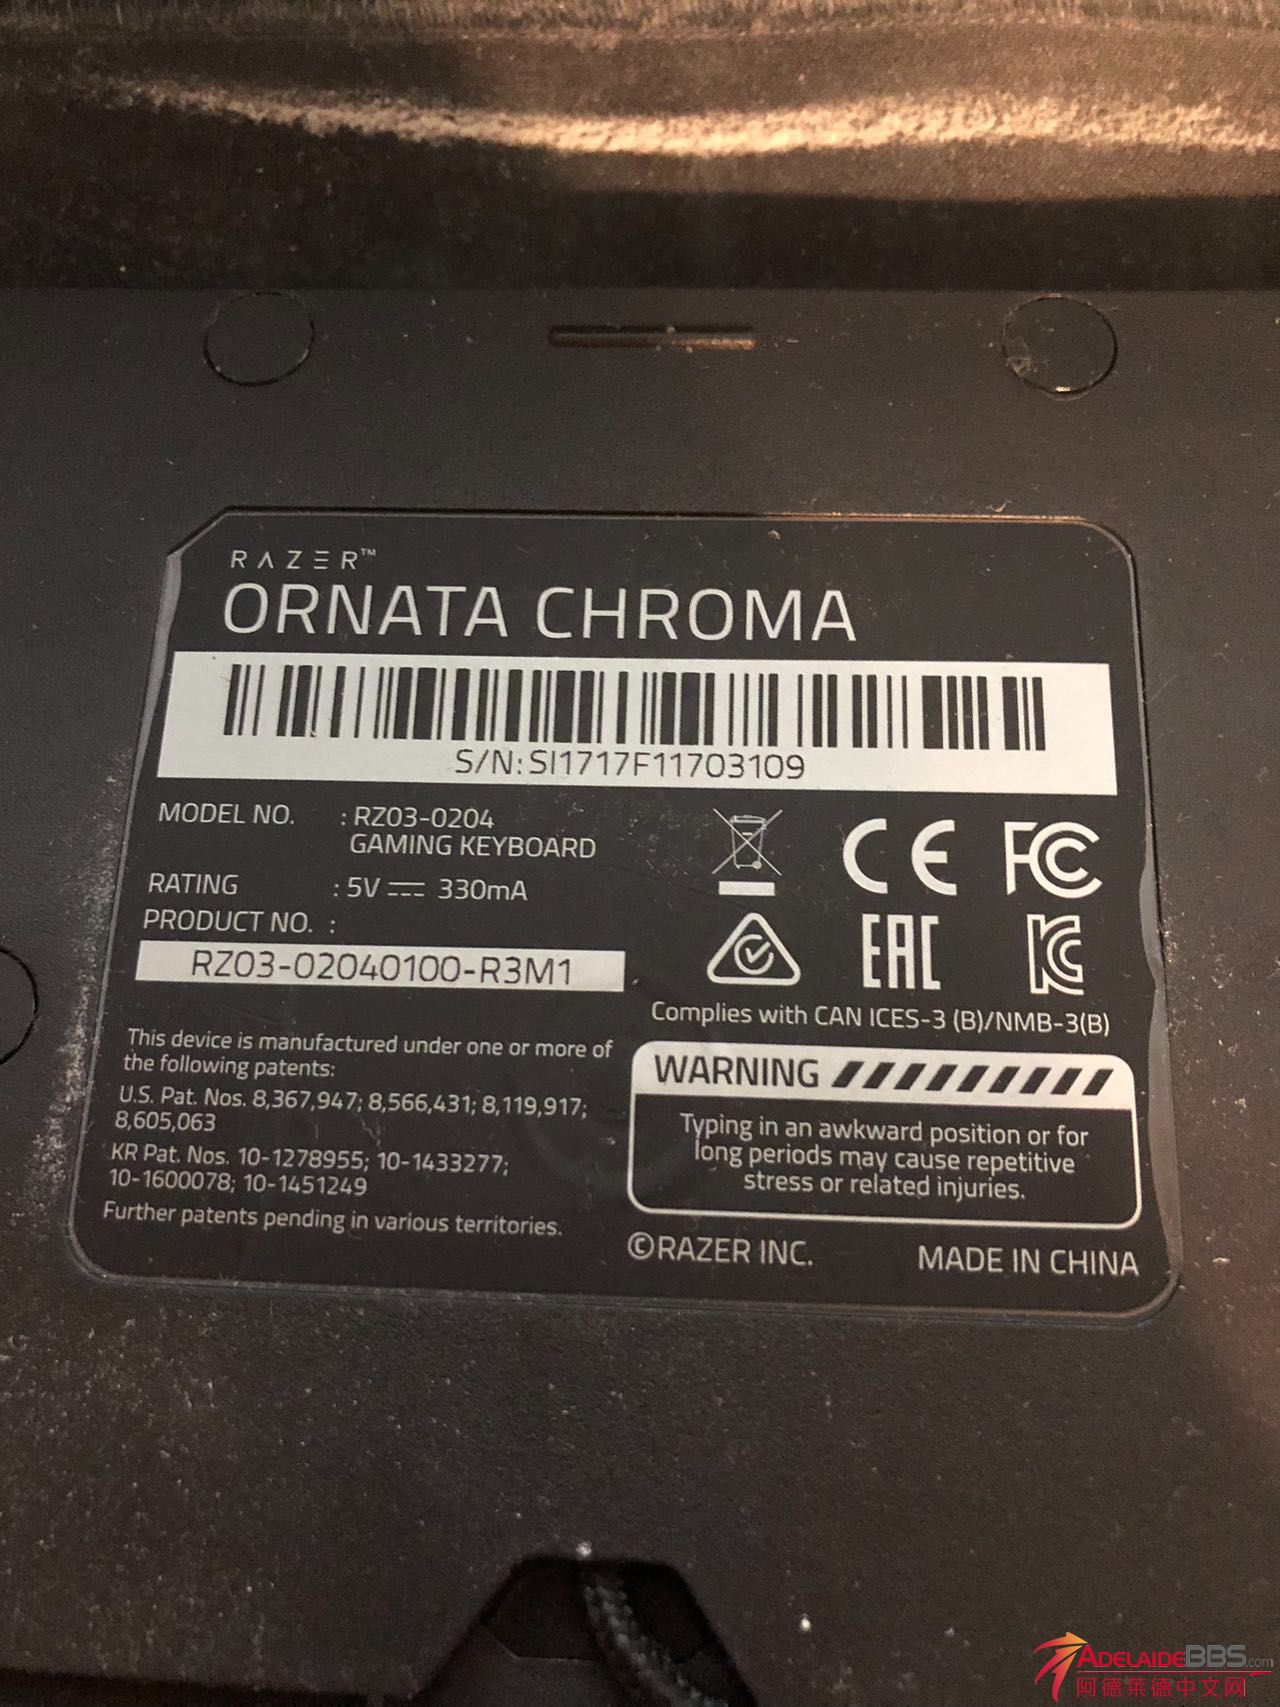 RAZER™
ORNATA CHROMA
S/N: SI1717F11703109
MODEL NO. : RZ03-0204
GAMING KEYBOARD
RATING : 5V ⎓ 330mA
PRODUCT NO. :
RZ03-02040100-R3M1
This device is manufactured under one or more of
the following patents:
U.S. Pat. Nos. 8,367,947; 8,566,431; 8,119,917;
8,605,063
KR Pat. Nos. 10-1278955; 10-1433277;
10-1600078; 10-1451249
Further patents pending in various territories.
CE FC
EAC KC
Complies with CAN ICES-3 (B)/NMB-3(B)
WARNING
Typing in an awkward position or for
long periods may cause repetitive
stress or related injuries.
©RAZER INC. MADE IN CHINA
ADELAIDEBBS.com
阿德莱德中文网